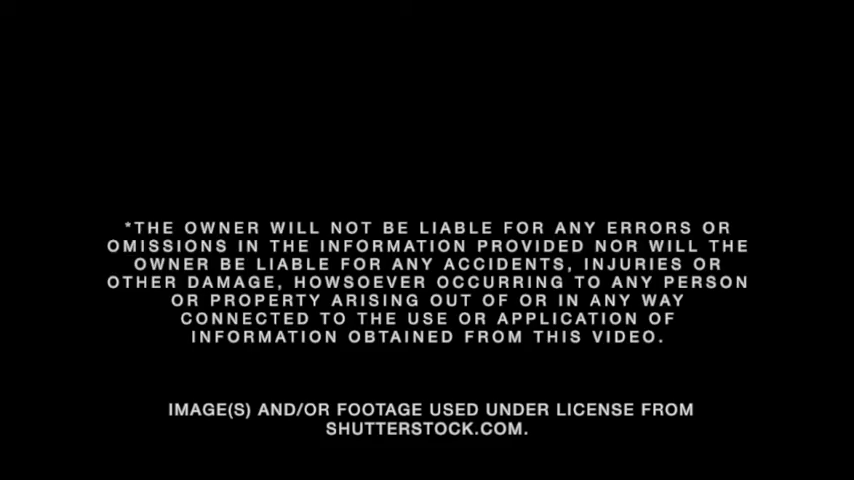 *THE OWNER WILL NOT BE LIABLE FOR ANY ERRORS OR
OMISSIONS IN THE INFORMATION PROVIDED NOR WILL THE
OWNER BE LIABLE FOR ANY ACCIDENTS, INJURIES OR
OTHER DAMAGE, HOWSOEVER OCCURRING TO ANY PERSON
OR PROPERTY ARISING OUT OF OR IN ANY WAY
CONNECTED TO THE USE OR APPLICATION OF
INFORMATION OBTAINED FROM THIS VIDEO.
IMAGE(S) AND/OR FOOTAGE USED UNDER LICENSE FROM
SHUTTERSTOCK.COM.